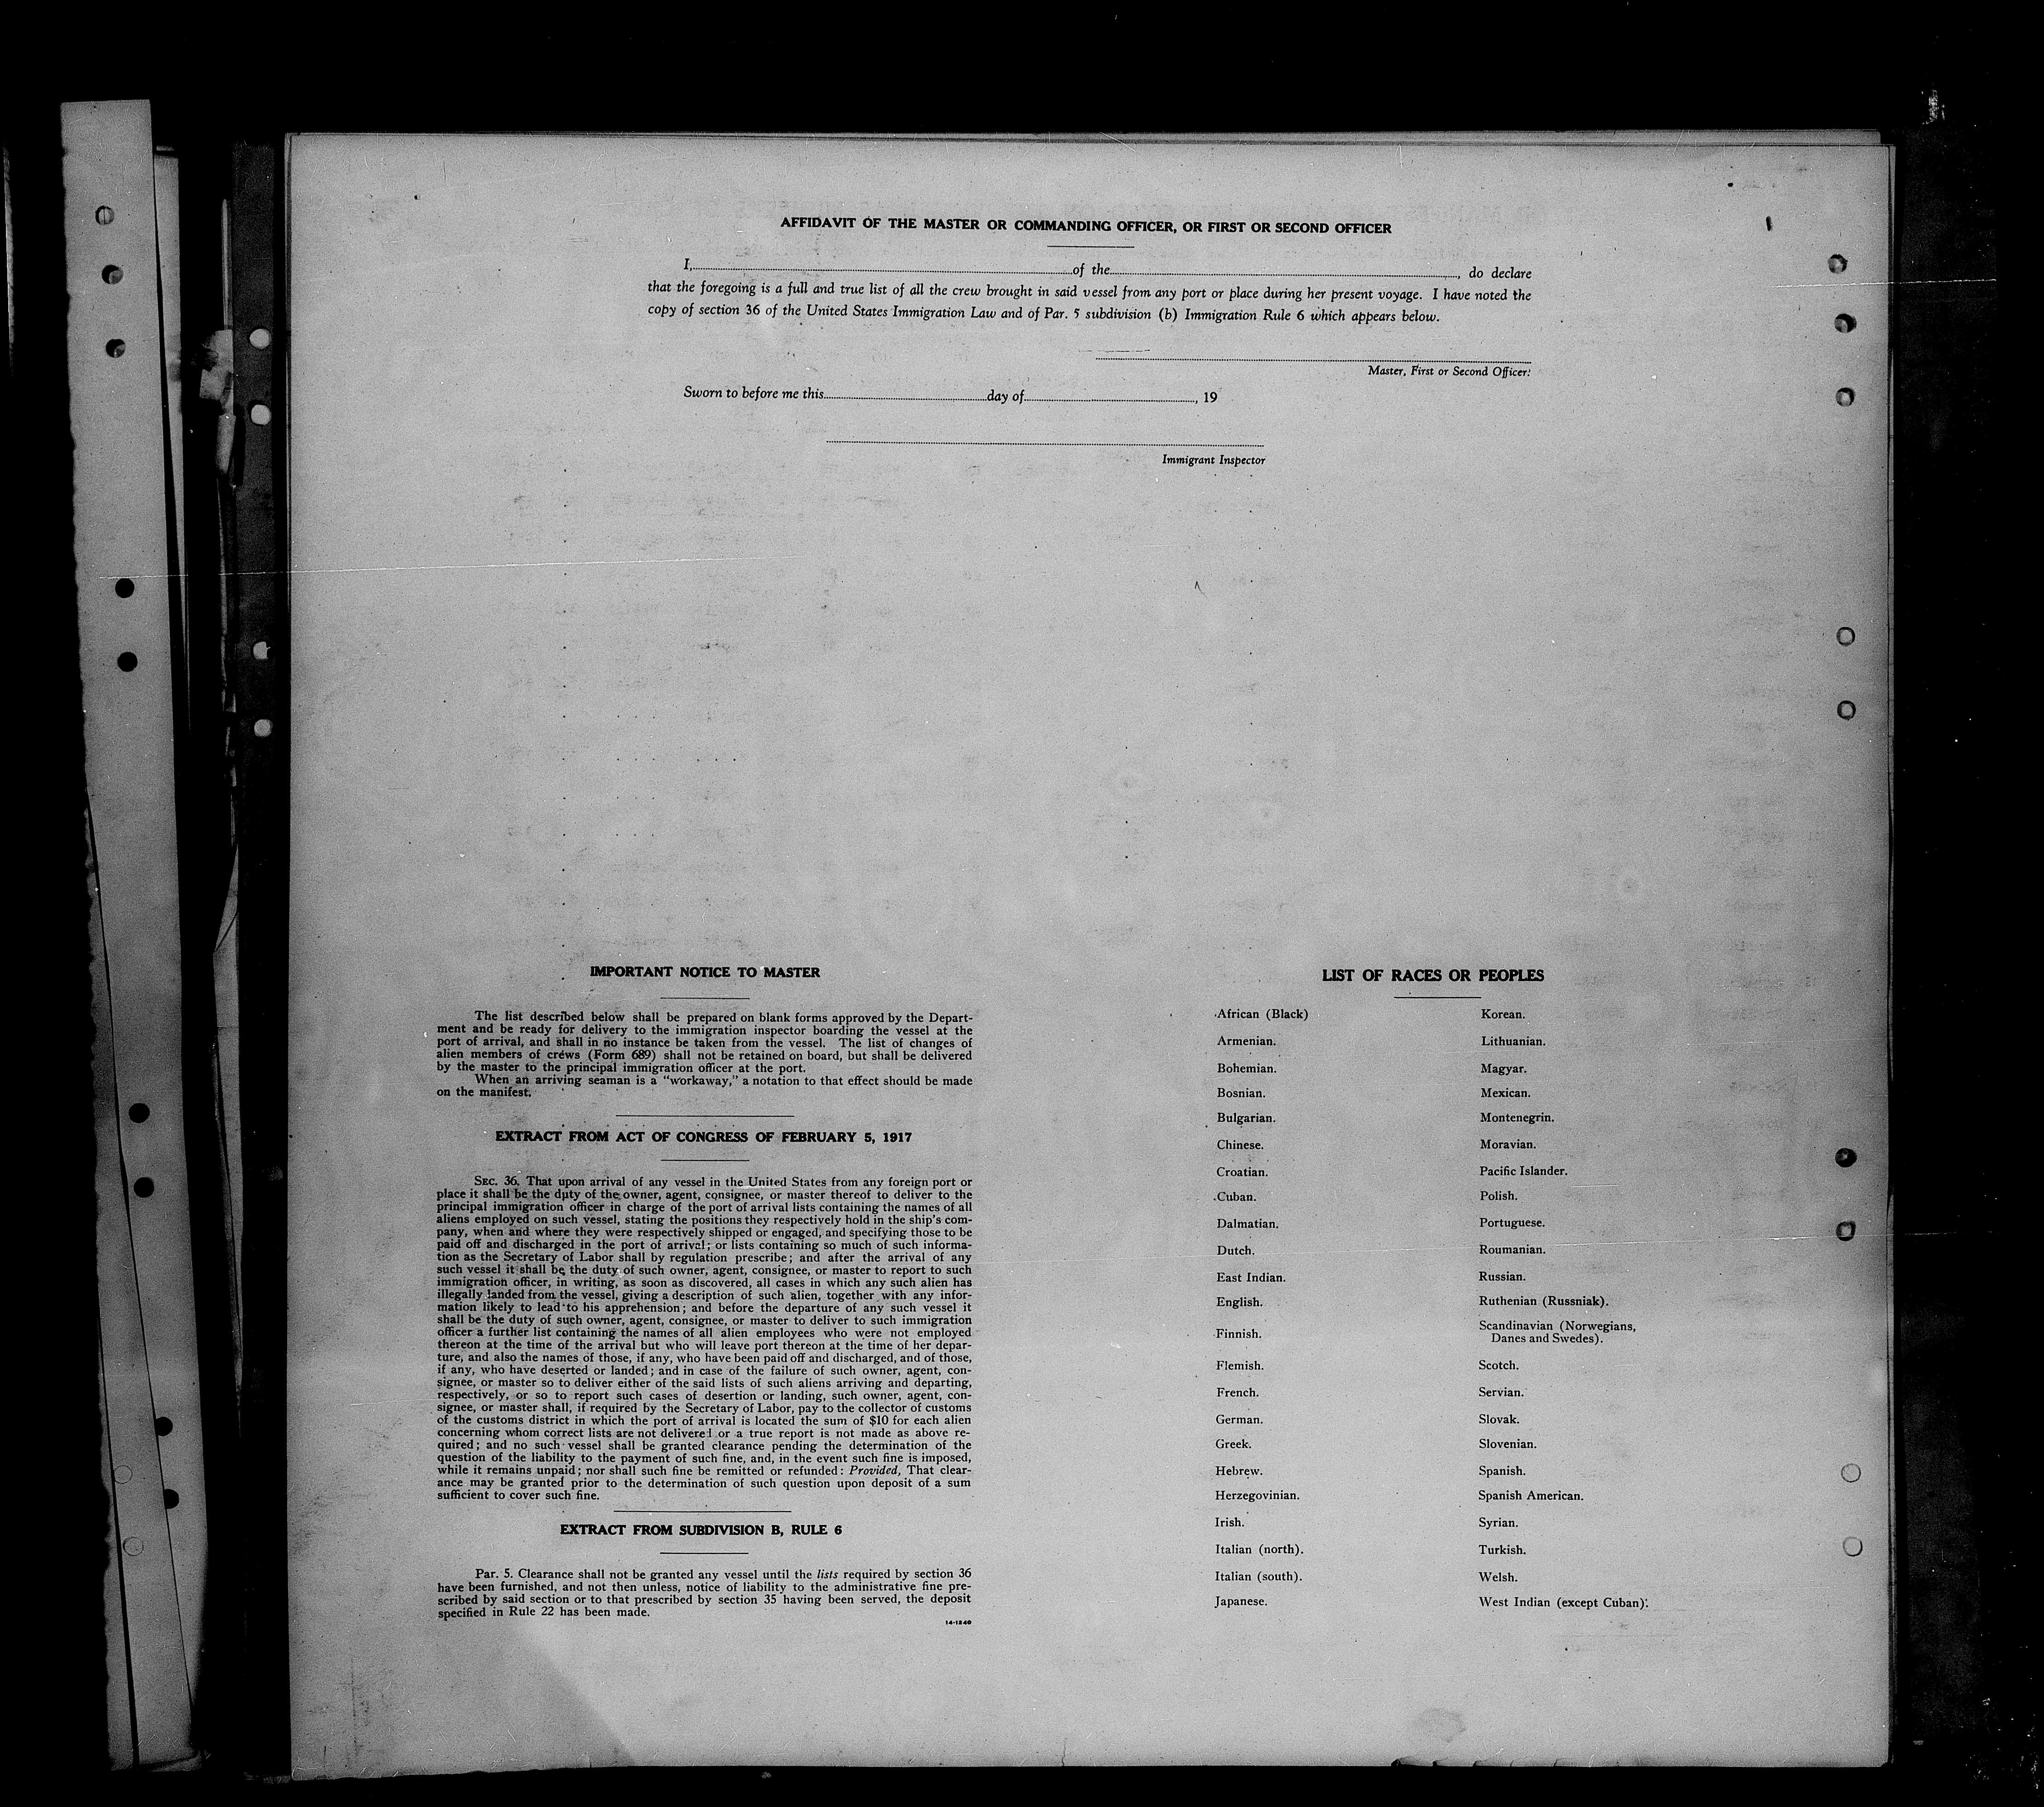 AFFIDAVIT OF THE MASTER OR COMMANDING OFFICER, OR FIRST OR SECOND OFFICER
I, of the , do declare
that the foregoing is a full and true list of all the crew brought in said vessel from any port or place during her present voyage. I have noted the
copy of section 36 of the United States Immigration Law and of Par. 5 subdivision (b) Immigration Rule 6 which appears below.
Master, First or Second Officer.
Sworn to before me this day of , 19
Immigrant Inspector
IMPORTANT NOTICE TO MASTER
The list described below shall be prepared on blank forms approved by the Depart-
ment and be ready for delivery to the immigration inspector boarding the vessel at the
port of arrival, and shall in no instance be taken from the vessel. The list of changes of
alien members of crews (Form 689) shall not be retained on board, but shall be delivered
by the master to the principal immigration officer at the port.
When an arriving seaman is a "workaway," a notation to that effect should be made
on the manifest.
EXTRACT FROM ACT OF CONGRESS OF FEBRUARY 5, 1917
SEC. 36. That upon arrival of any vessel in the United States from any foreign port or
place it shall be the duty of the owner, agent, consignee, or master thereof to deliver to the
principal immigration officer in charge of the port of arrival lists containing the names of all
aliens employed on such vessel, stating the positions they respectively hold in the ship's com-
pany, when and where they were respectively shipped or engaged, and specifying those to be
paid off and discharged in the port of arrival; or lists containing so much of such informa-
tion as the Secretary of Labor shall by regulation prescribe; and after the arrival of any
such vessel it shall be the duty of such owner, agent, consignee, or master to report to such
immigration officer, in writing, as soon as discovered, all cases in which any such alien has
illegally landed from the vessel, giving a description of such alien, together with any infor-
mation likely to lead to his apprehension; and before the departure of any such vessel it
shall be the duty of such owner, agent, consignee, or master to deliver to such immigration
officer a further list containing the names of all alien employees who were not employed
thereon at the time of the arrival but who will leave port thereon at the time of her depar-
ture, and also the names of those, if any, who have been paid off and discharged, and of those,
if any, who have deserted or landed; and in case of the failure of such owner, agent, con-
signee, or master so to deliver either of the said lists of such aliens arriving and departing,
respectively, or so to report such cases of desertion or landing, such owner, agent, con-
signee, or master shall, if required by the Secretary of Labor, pay to the collector of customs
of the customs district in which the port of arrival is located the sum of $10 for each alien
concerning whom correct lists are not delivered or a true report is not made as above re-
quired; and no such vessel shall be granted clearance pending the determination of the
question of the liability to the payment of such fine, and, in the event such fine is imposed,
while it remains unpaid; nor shall such fine be remitted or refunded: Provided, That clear-
ance may be granted prior to the determination of such question upon deposit of a sum
sufficient to cover such fine.
EXTRACT FROM SUBDIVISION B, RULE 6
Par. 5. Clearance shall not be granted any vessel until the lists required by section 36
have been furnished, and not then unless, notice of liability to the administrative fine pre-
scribed by said section or to that prescribed by section 35 having been served, the deposit
specified in Rule 22 has been made.
14-1240
LIST OF RACES OR PEOPLES
African (Black)
Armenian.
Bohemian.
Bosnian.
Bulgarian.
Chinese.
Croatian.
Cuban.
Dalmatian.
Dutch.
East Indian.
English.
Finnish.
Flemish.
French.
German.
Greek.
Hebrew.
Herzegovinian.
Irish.
Italian (north).
Italian (south).
Japanese.
Korean.
Lithuanian.
Magyar.
Mexican.
Montenegrin.
Moravian.
Pacific Islander.
Polish.
Portuguese.
Roumanian.
Russian.
Ruthenian (Russniak).
Scandinavian (Norwegians,
Danes and Swedes).
Scotch.
Servian.
Slovak.
Slovenian.
Spanish.
Spanish American.
Syrian.
Turkish.
Welsh.
West Indian (except Cuban).